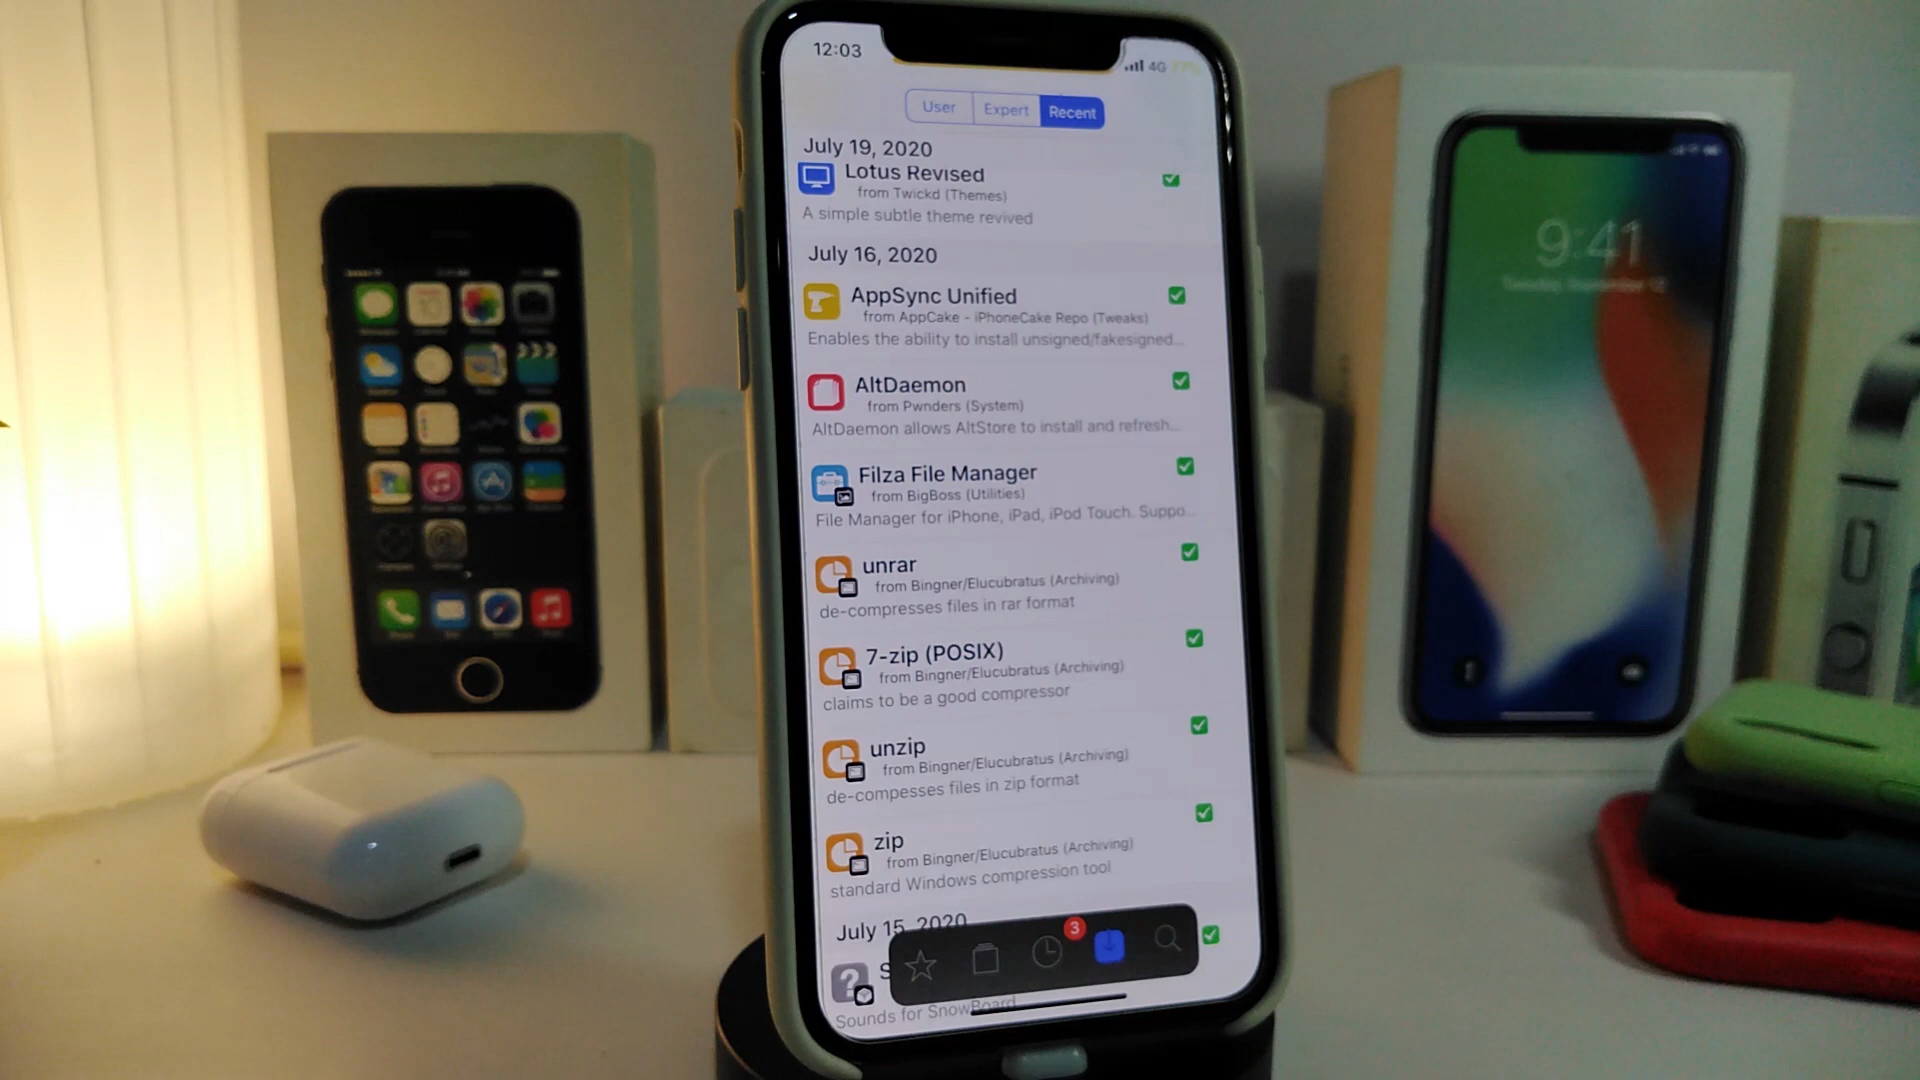 12:03
4G
User Expert Recent
July 19, 2020
Lotus Revised
from Twickd (Themes)
A simple subtle theme revived
July 16, 2020
AppSync Unified
from AppCake - iPhoneCake Repo (Tweaks)
Enables the ability to install unsigned/fakesigned...
AltDaemon
from Pwnders (System)
AltDaemon allows AltStore to install and refresh...
Filza File Manager
from BigBoss (Utilities)
File Manager for iPhone, iPad, iPod Touch. Suppo...
unrar
from Bingner/Elucubratus (Archiving)
de-compresses files in rar format
7-zip (POSIX)
from Bingner/Elucubratus (Archiving)
claims to be a good compressor
unzip
from Bingner/Elucubratus (Archiving)
de-compesses files in zip format
zip
from Bingner/Elucubratus (Archiving)
standard Windows compression tool
July 15, 2020
3
S
Sounds for SnowBoard
9:41
Tuesday, November 12